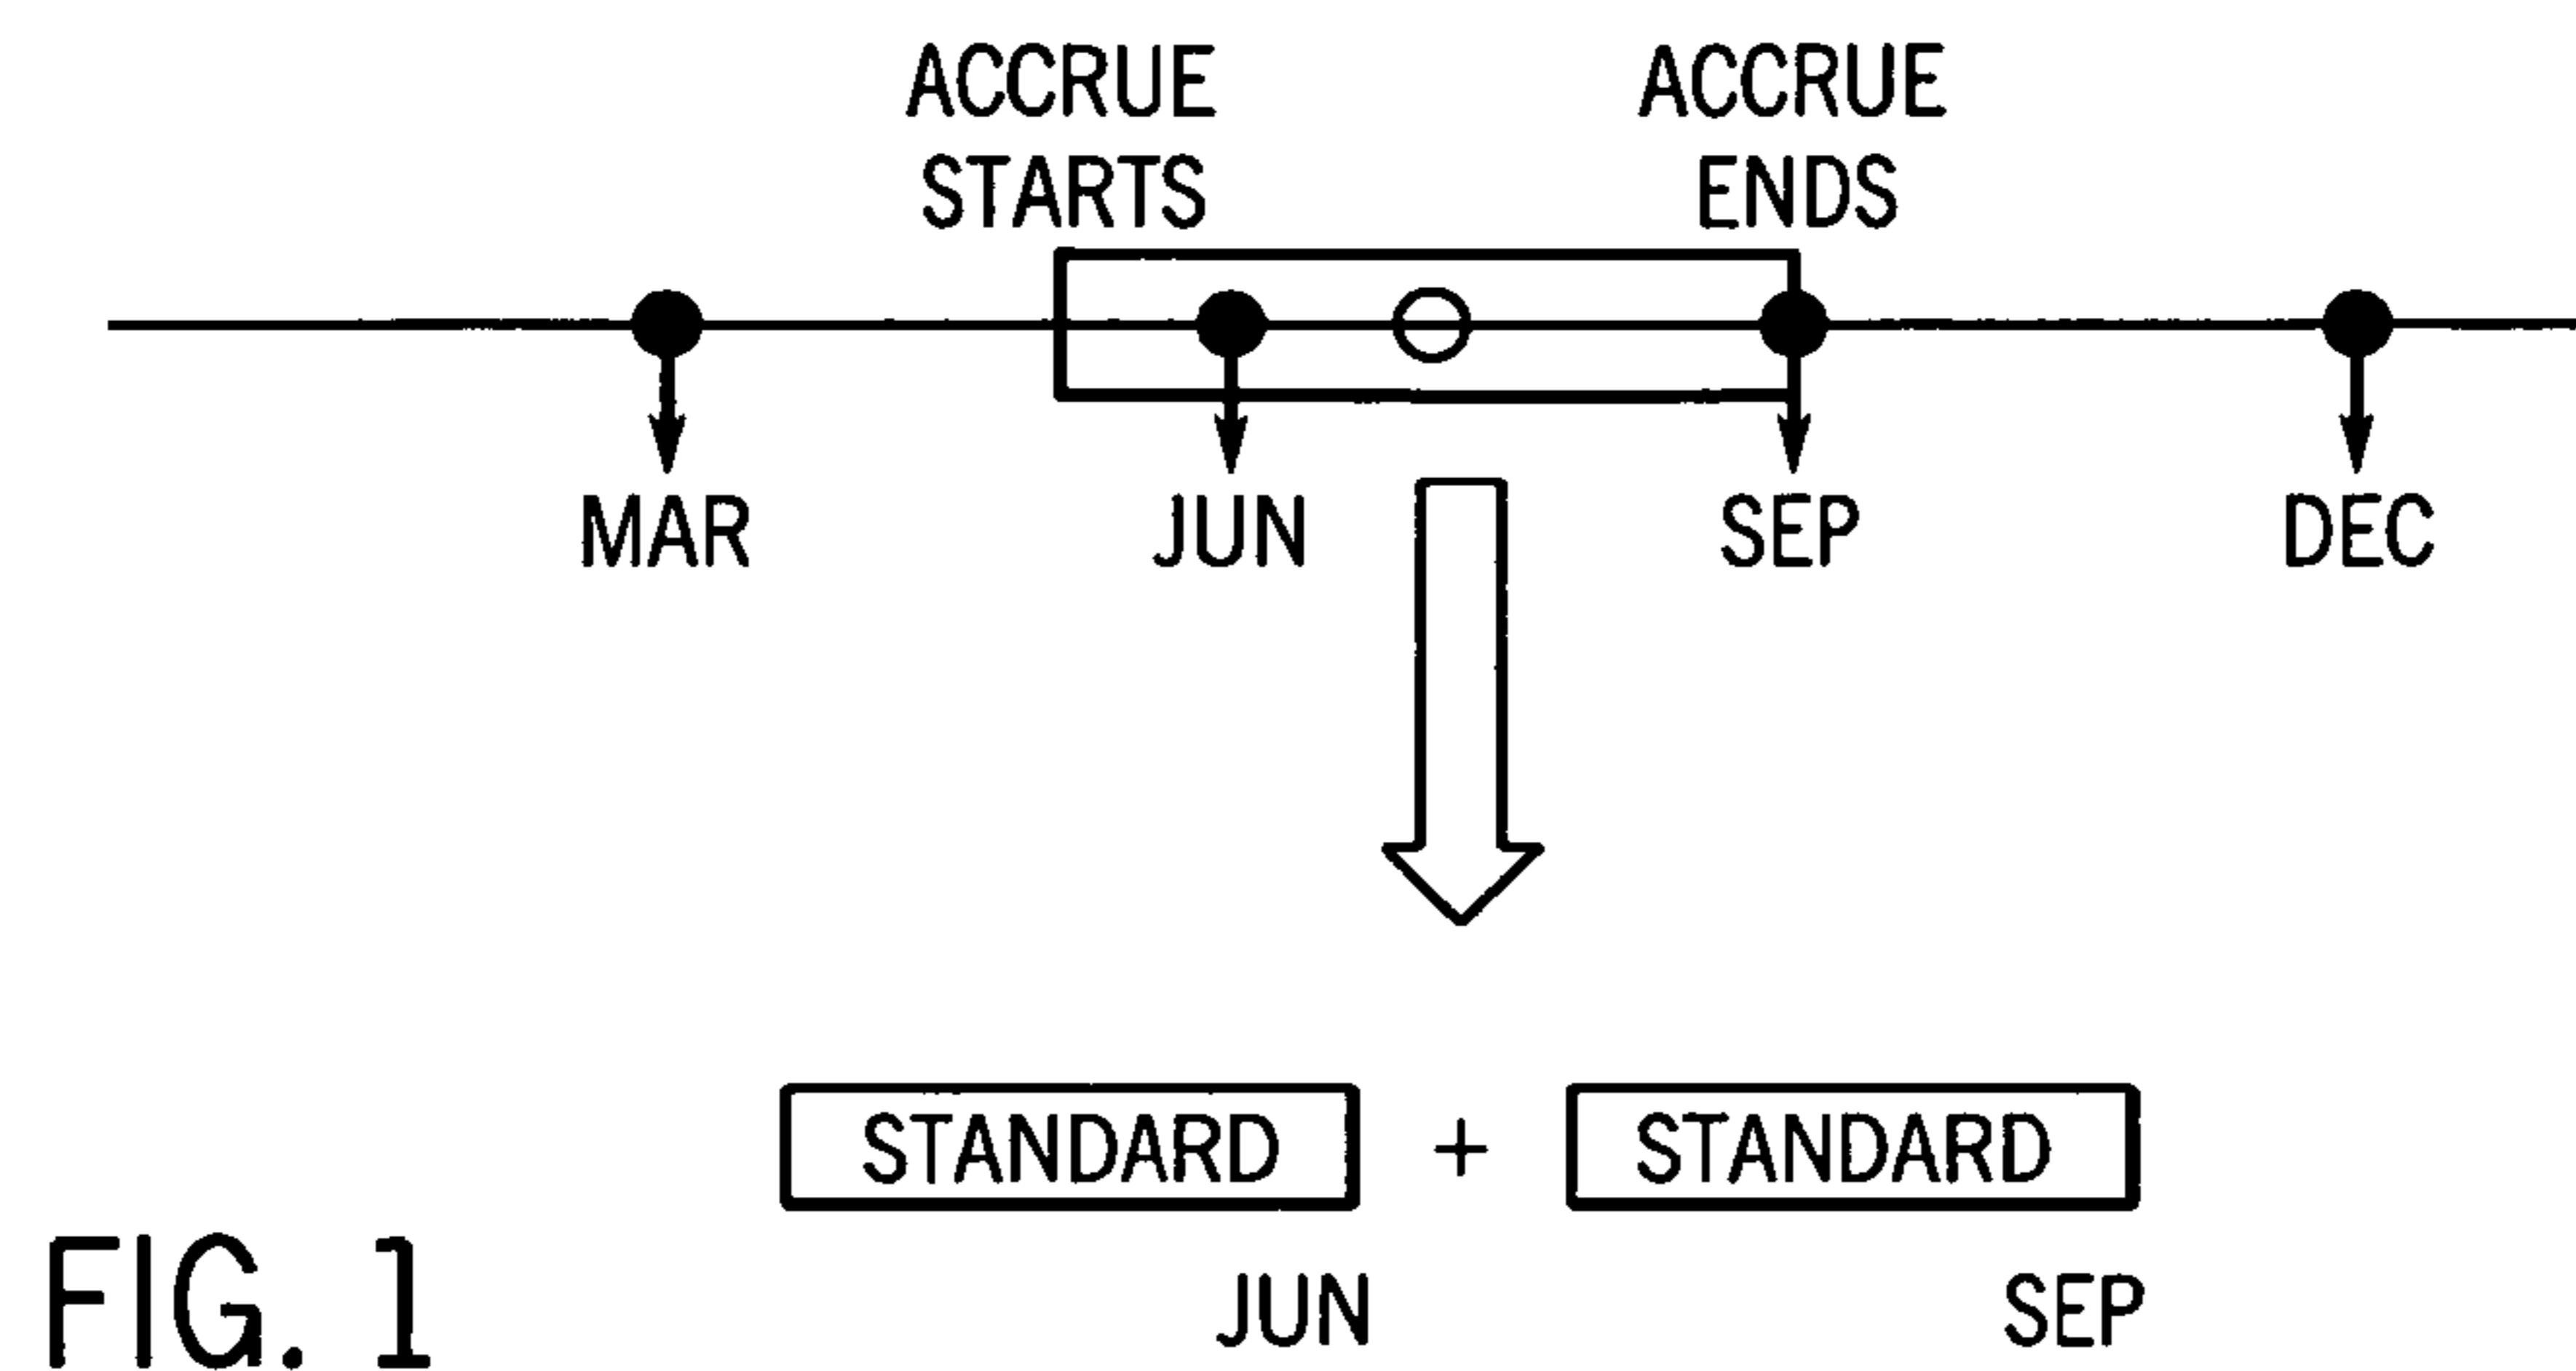 ACCRUE
STARTS
ACCRUE
ENDS
MAR
JUN
SEP
DEC
STANDARD + STANDARD
JUN
SEP
FIG. 1